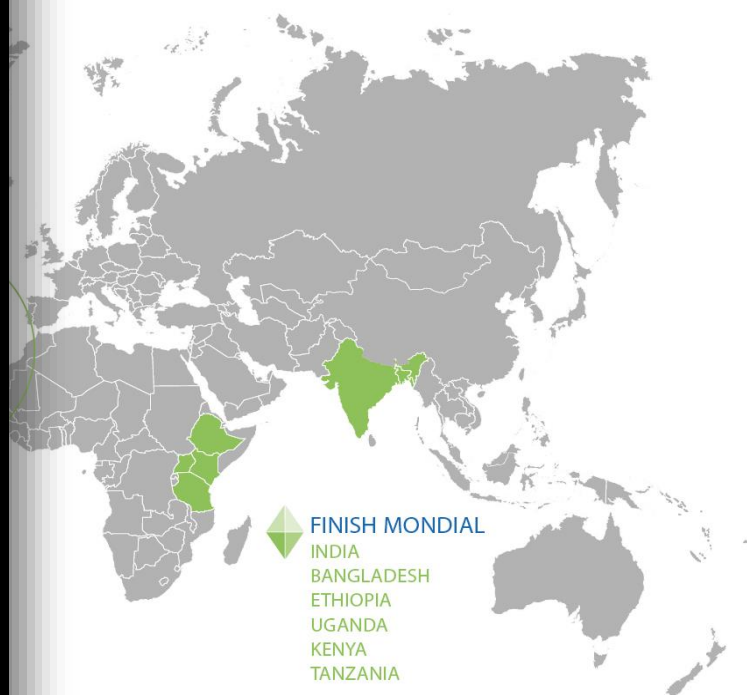 FINISH MONDIAL
INDIA
BANGLADESH
ETHIOPIA
UGANDA
KENYA
TANZANIA